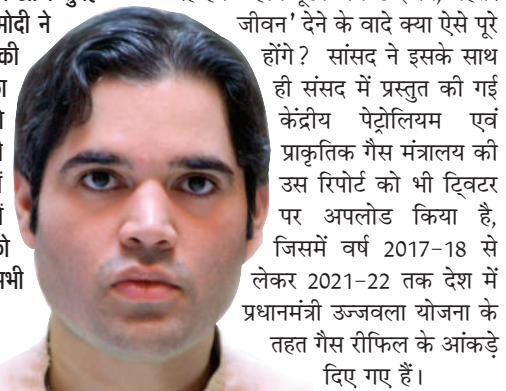 मोदी ने
की
जीवन’ देने के वादे क्या ऐसे पूरे
होंगे ? सांसद ने इसके साथ
ही संसद में प्रस्तुत की गई
केंद्रीय पेट्रोलियम एवं
प्राकृतिक गैस मंत्रालय की
उस रिपोर्ट को भी ट्विटर
पर अपलोड किया है,
जिसमें वर्ष 2017-18 से
लेकर 2021-22 तक देश में
प्रधानमंत्री उज्जवला योजना के
तहत गैस रीफिल के आंकड़े
दिए गए हैं।